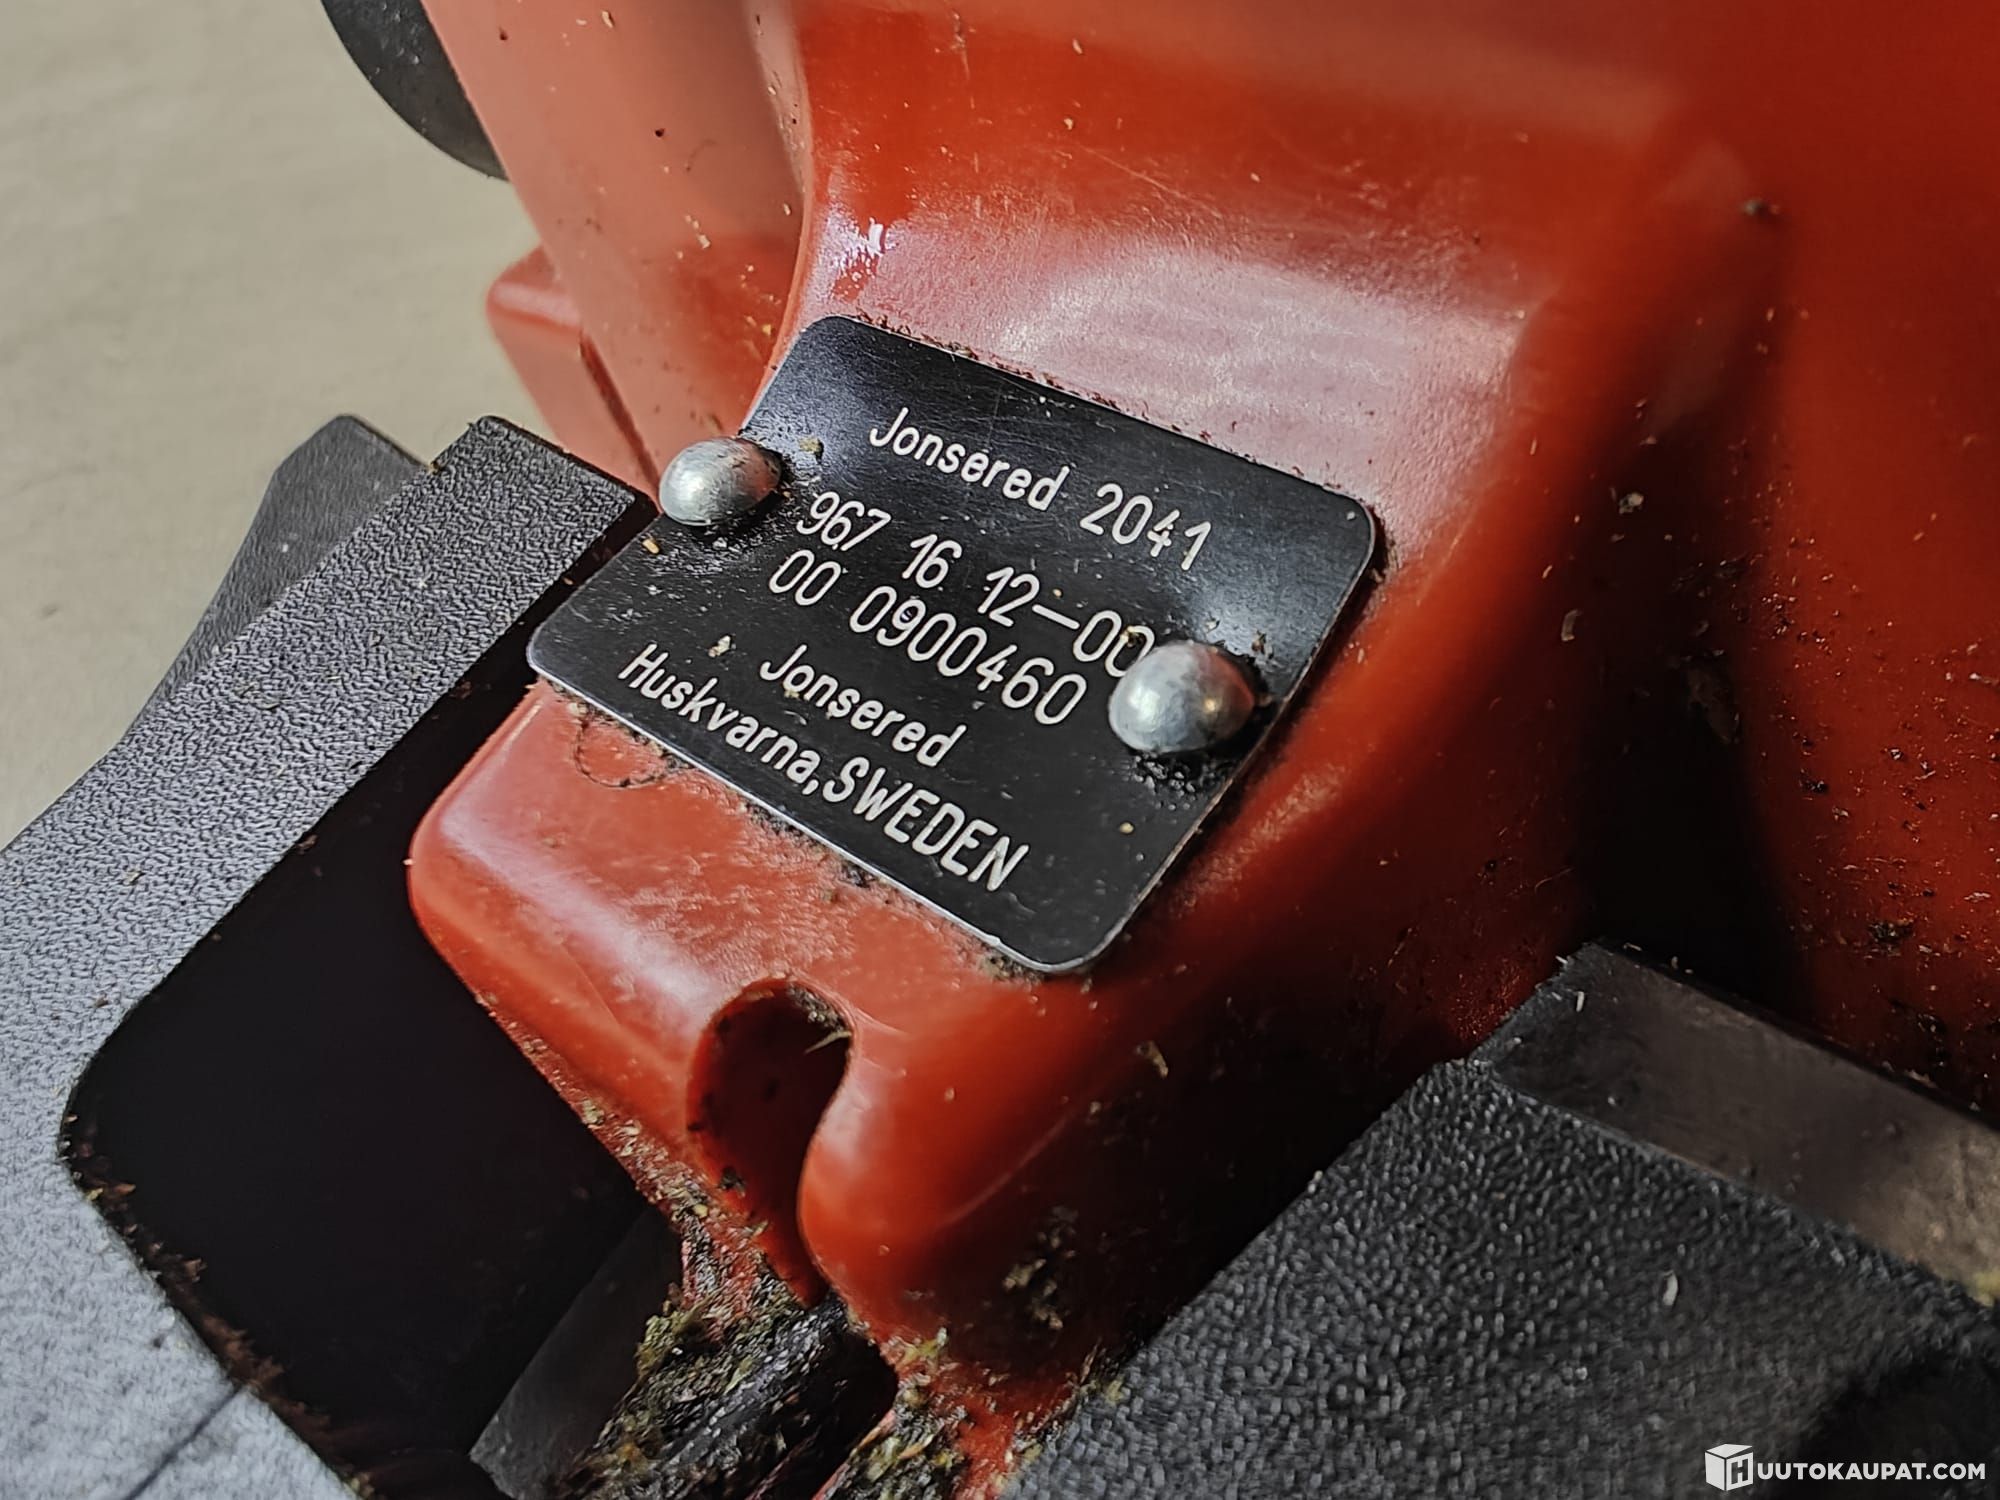 Jonsered 2041
967 16 12-00
00 0900460
Jonsered
Huskvarna,SWEDEN
HUUTOKAUPAT.COM